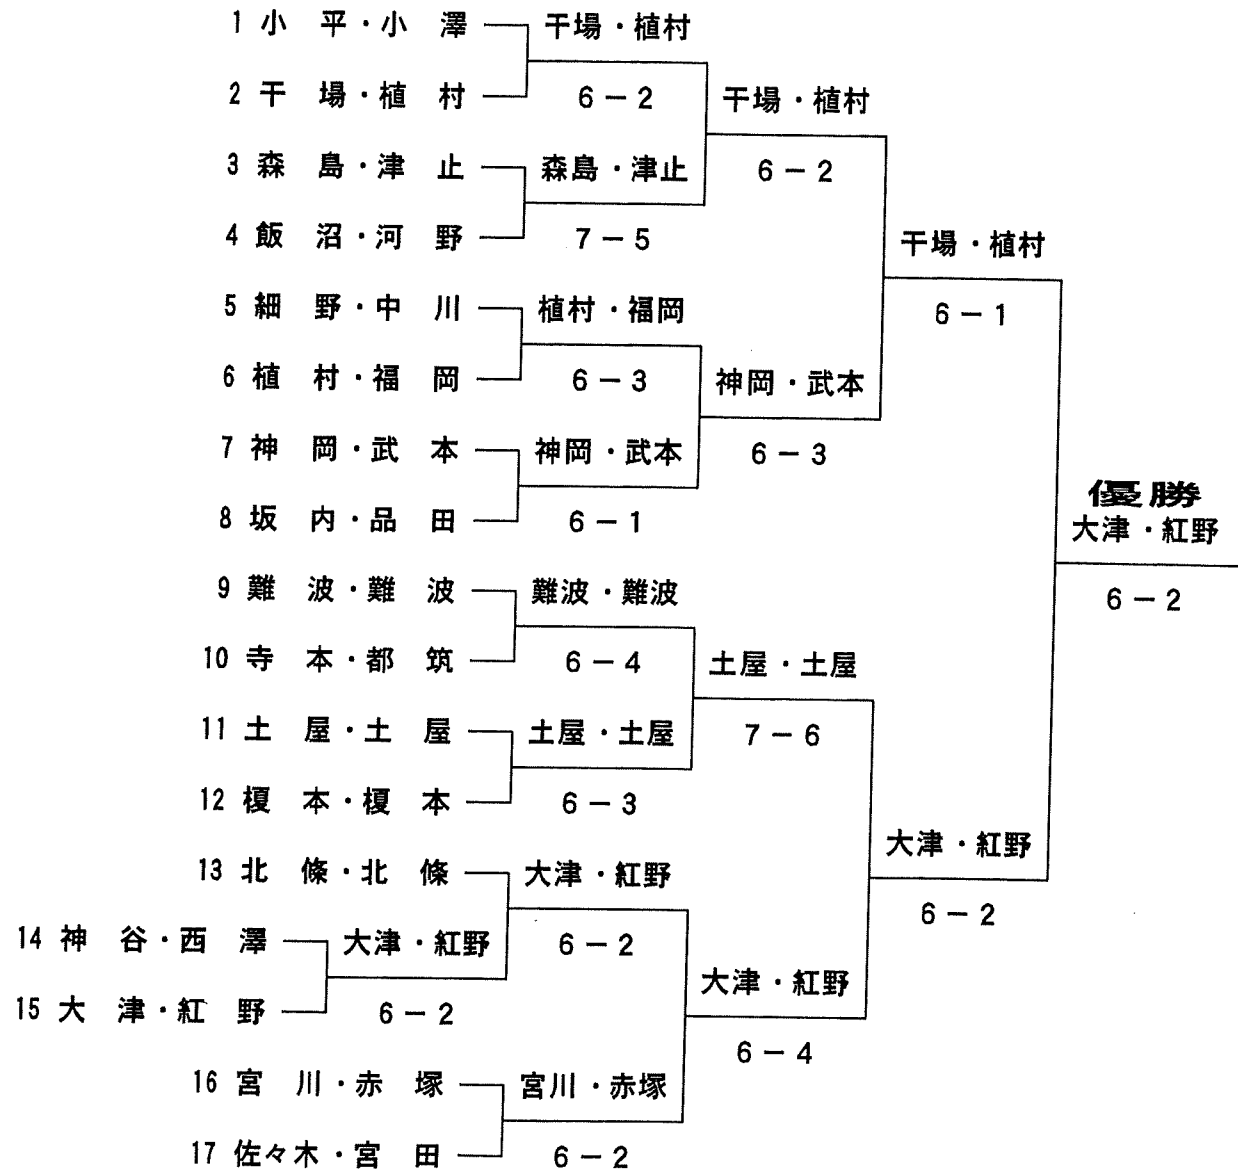 1 小 平・小 澤 干場・植村
2 干 場・植 村 6－2 干場・植村
3 森 島・津 止 森島・津止 6－2
4 飯 沼・河 野 7－5 干場・植村
5 細 野・中 川 植村・福岡 6－1
6 植 村・福 岡 6－3 神岡・武本
7 神 岡・武 本 神岡・武本 6－3
8 坂 内・品 田 6－1
優勝
大津・紅野
9 難 波・難 波 難波・難波 6－2
10 寺 本・都 筑 6－4 土屋・土屋
11 土 屋・土 屋 土屋・土屋 7－6
12 榎 本・榎 本 6－3
13 北 條・北 條 大津・紅野 大津・紅野
14 神 谷・西 澤 大津・紅野 6－2 6－2
15 大 津・紅 野 6－2 大津・紅野
6－4
16 宮 川・赤 塚 宮川・赤塚
17 佐々木・宮 田 6－2